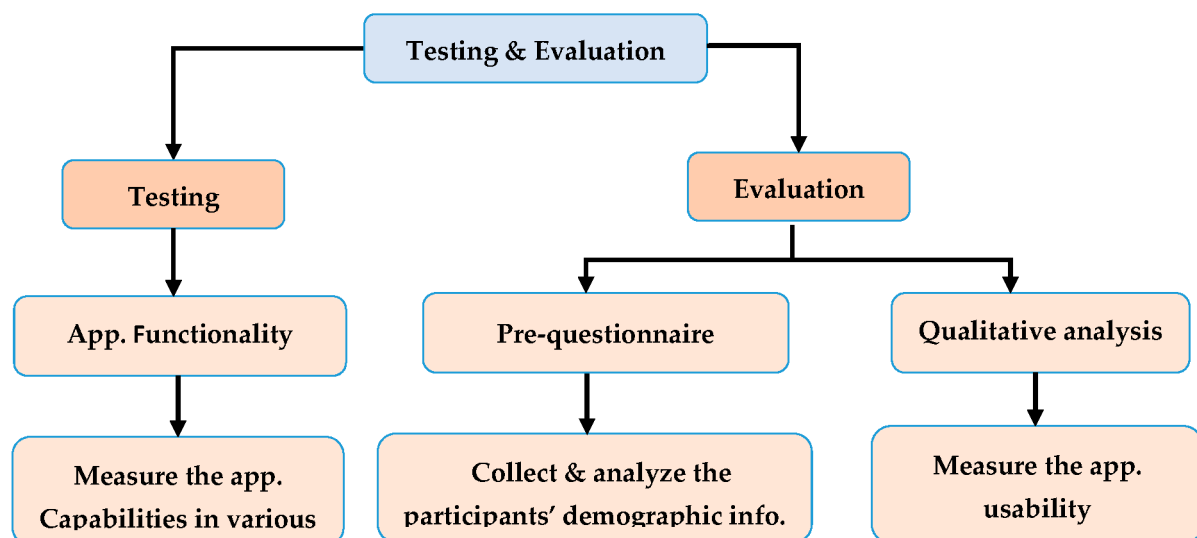 Testing & Evaluation
Testing
Evaluation
App. Functionality
Pre-questionnaire
Qualitative analysis
Measure the app.
Capabilities in various
Collect & analyze the
participants’ demographic info.
Measure the app.
usability